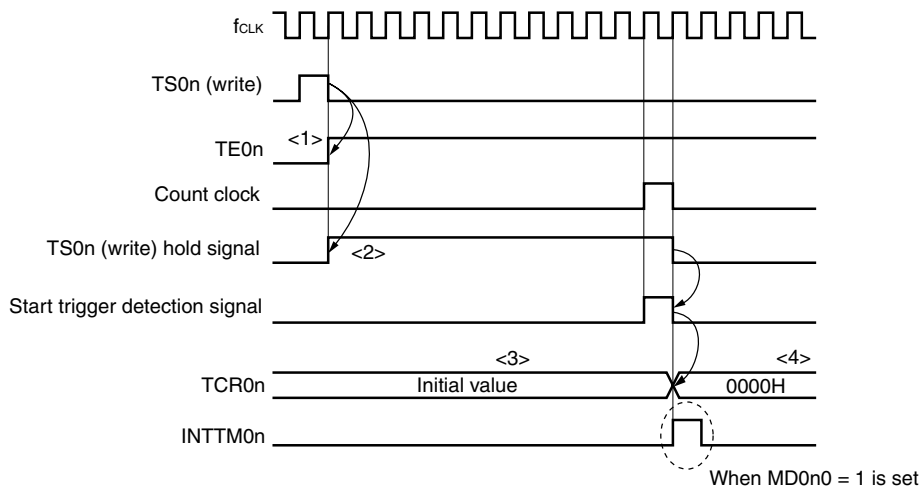 fCLK
TS0n (write)
<1>
TE0n
Count clock
TS0n (write) hold signal
<2>
Start trigger detection signal
<3>
<4>
TCR0n
Initial value
0000H
INTTM0n
When MD0n0 = 1 is set